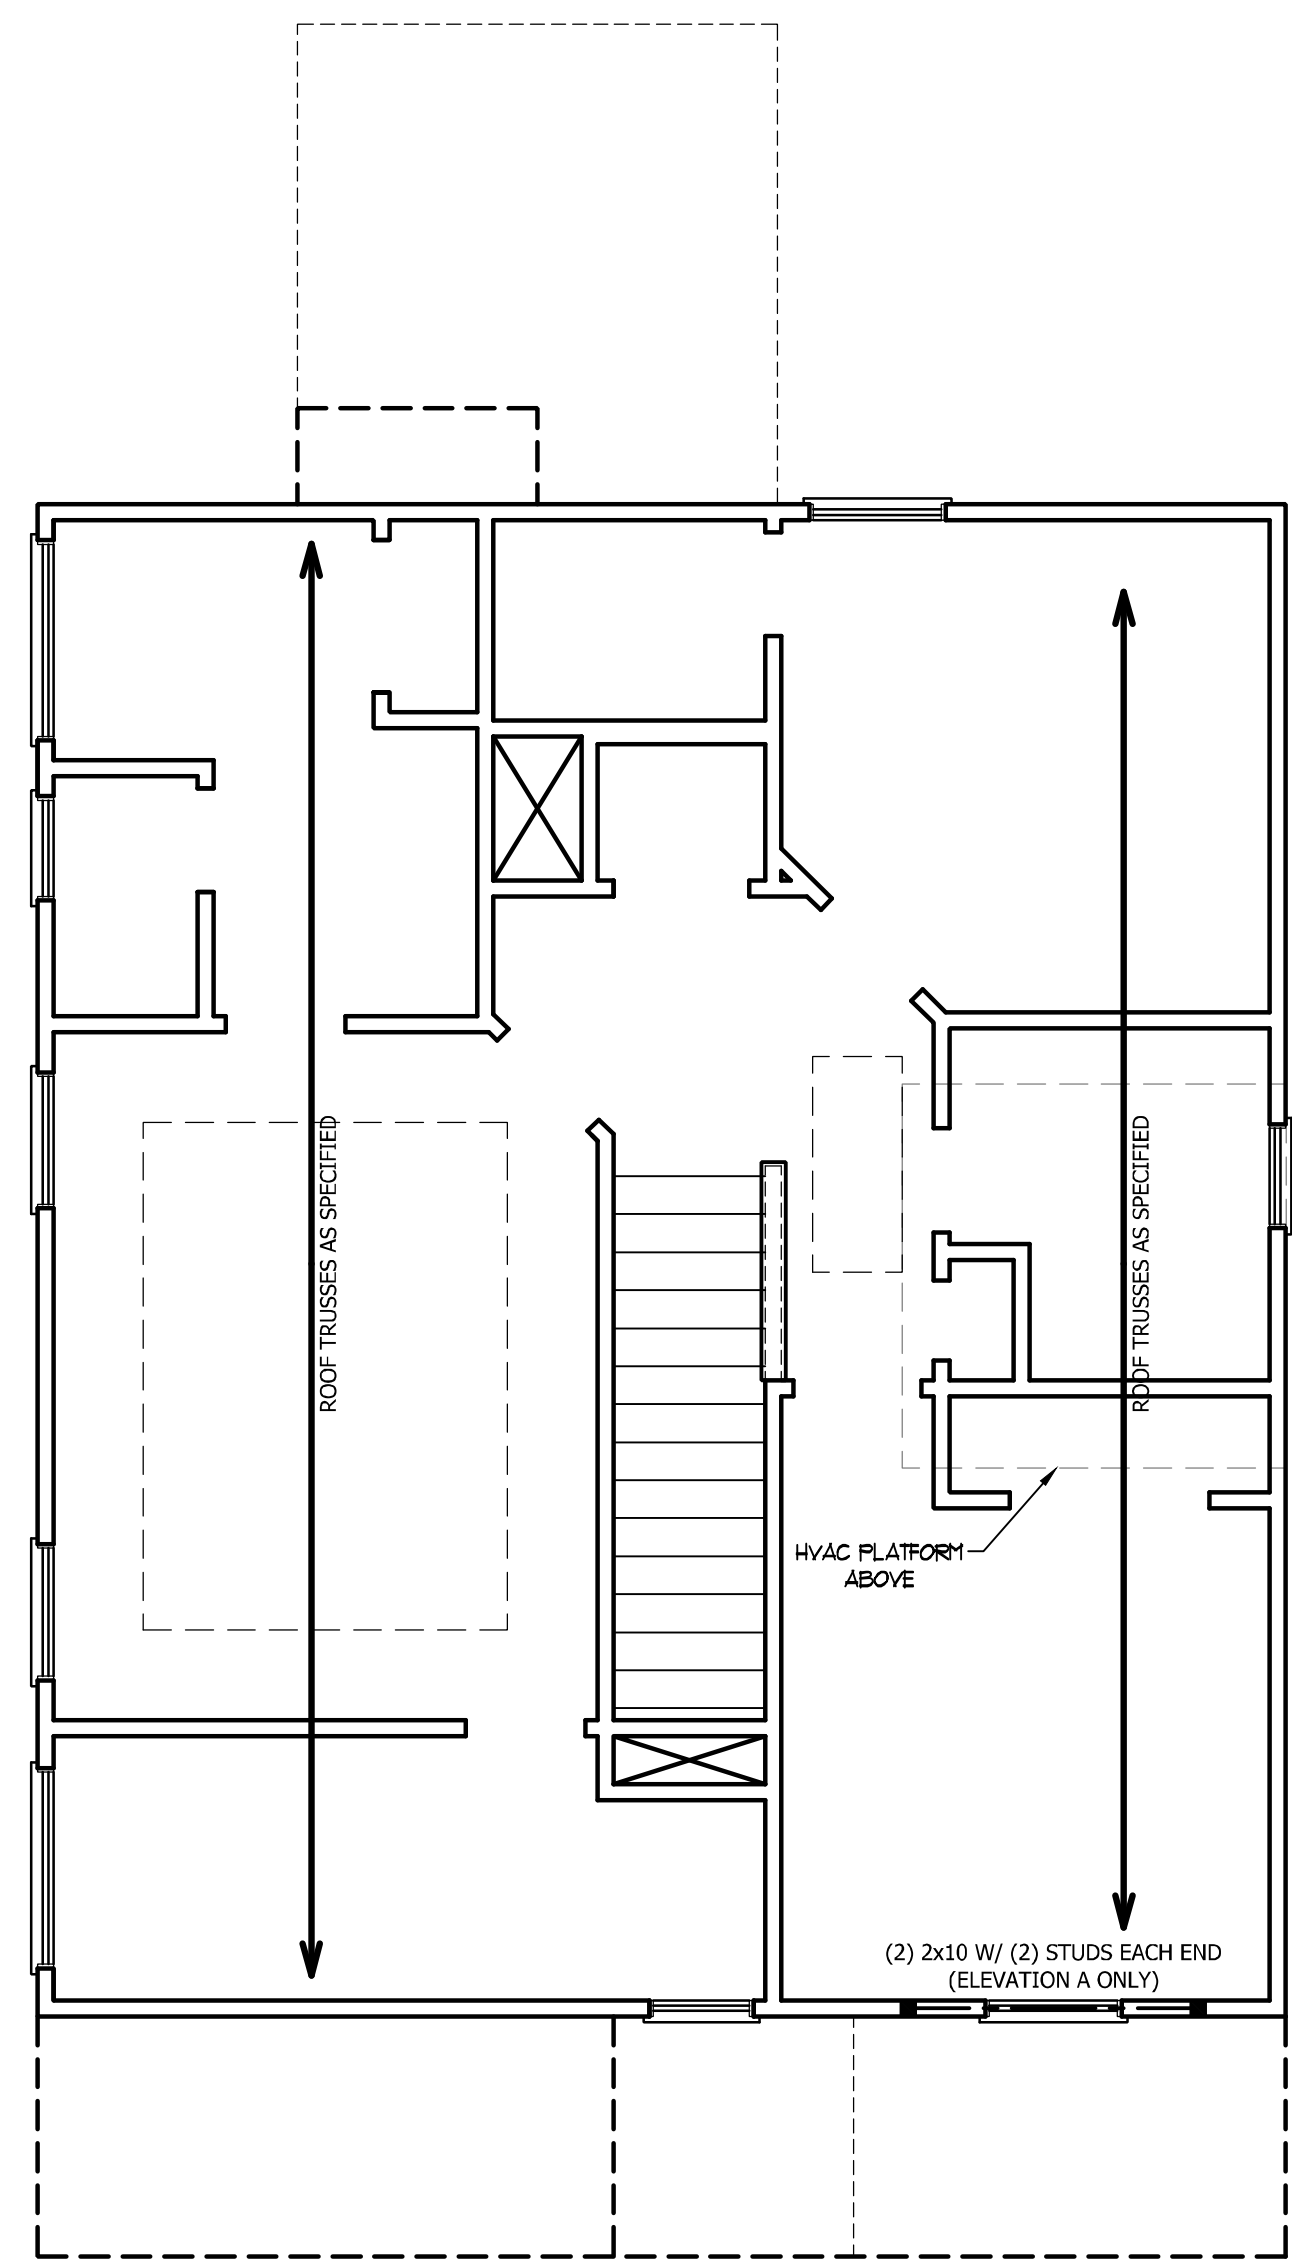 ROOF TRUSSES AS SPECIFIED
ROOF TRUSSES AS SPECIFIED
HVAC PLATFORM
ABOVE
(2) 2x10 W/ (2) STUDS EACH END
(ELEVATION A ONLY)